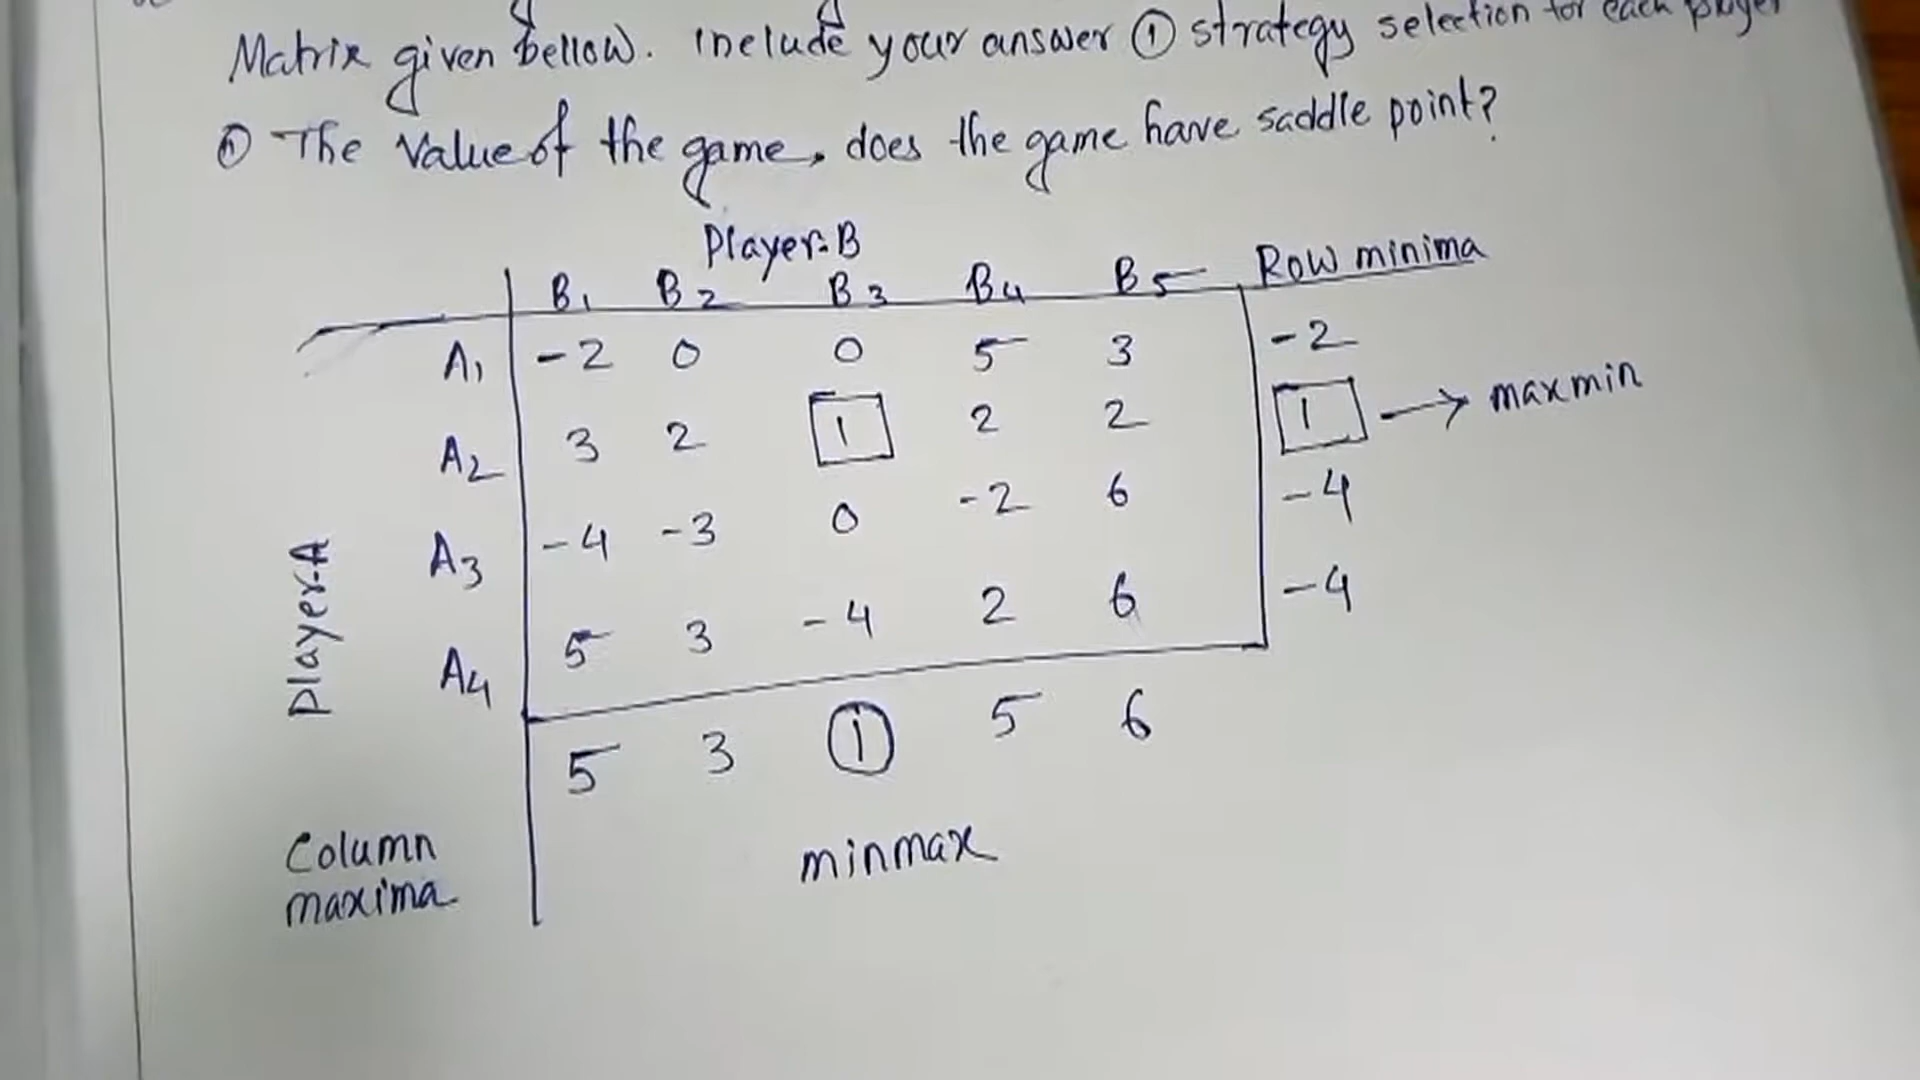 Matrix given bellow. Include your answer ① strategy selection for each player
ⓘⓘ The Value of the game, does the game have saddle point?
Player-B
B1 B2 B3 B4 B5 Row minima
A1 -2 0 0 5 3 -2
A2 3 2 1 2 2 1 → maxmin
A3 -4 -3 0 -2 6 -4
A4 5 3 -4 2 6 -4
Player-A
5 3 1 5 6
Column
maxima
minmax